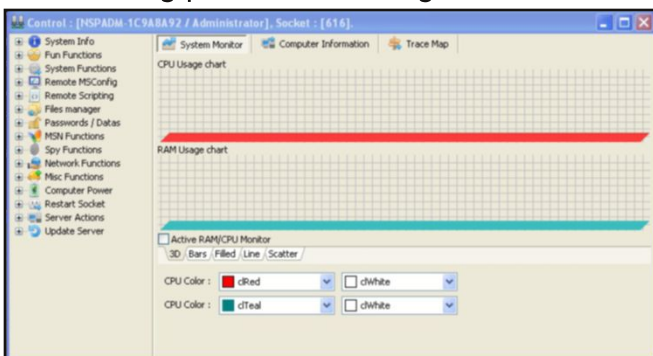 Control : [NSPADM-1C9A8A92 / Administrator], Socket : [616].
System Info
Fun Functions
System Functions
Remote MSConfig
Remote Scripting
Files manager
Passwords / Datas
MSN Functions
Spy Functions
Network Functions
Misc Functions
Computer Power
Restart Socket
Server Actions
Update Server
System Monitor
Computer Information
Trace Map
CPU Usage chart
RAM Usage chart
Active RAM/CPU Monitor
3D
Bars
Filled
Line
Scatter
CPU Color :
clRed
clWhite
CPU Color :
clTeal
clWhite